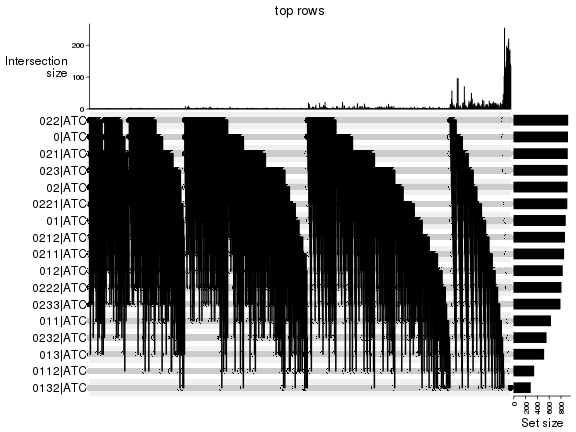 top rows
200
100
0
Intersection
size
022|ATC
0|ATC
021|ATC
023|ATC
02|ATC
0221|ATC
01|ATC
0212|ATC
0211|ATC
012|ATC
0222|ATC
0233|ATC
011|ATC
0232|ATC
013|ATC
0112|ATC
0132|ATC
0
200
400
600
800
Set size